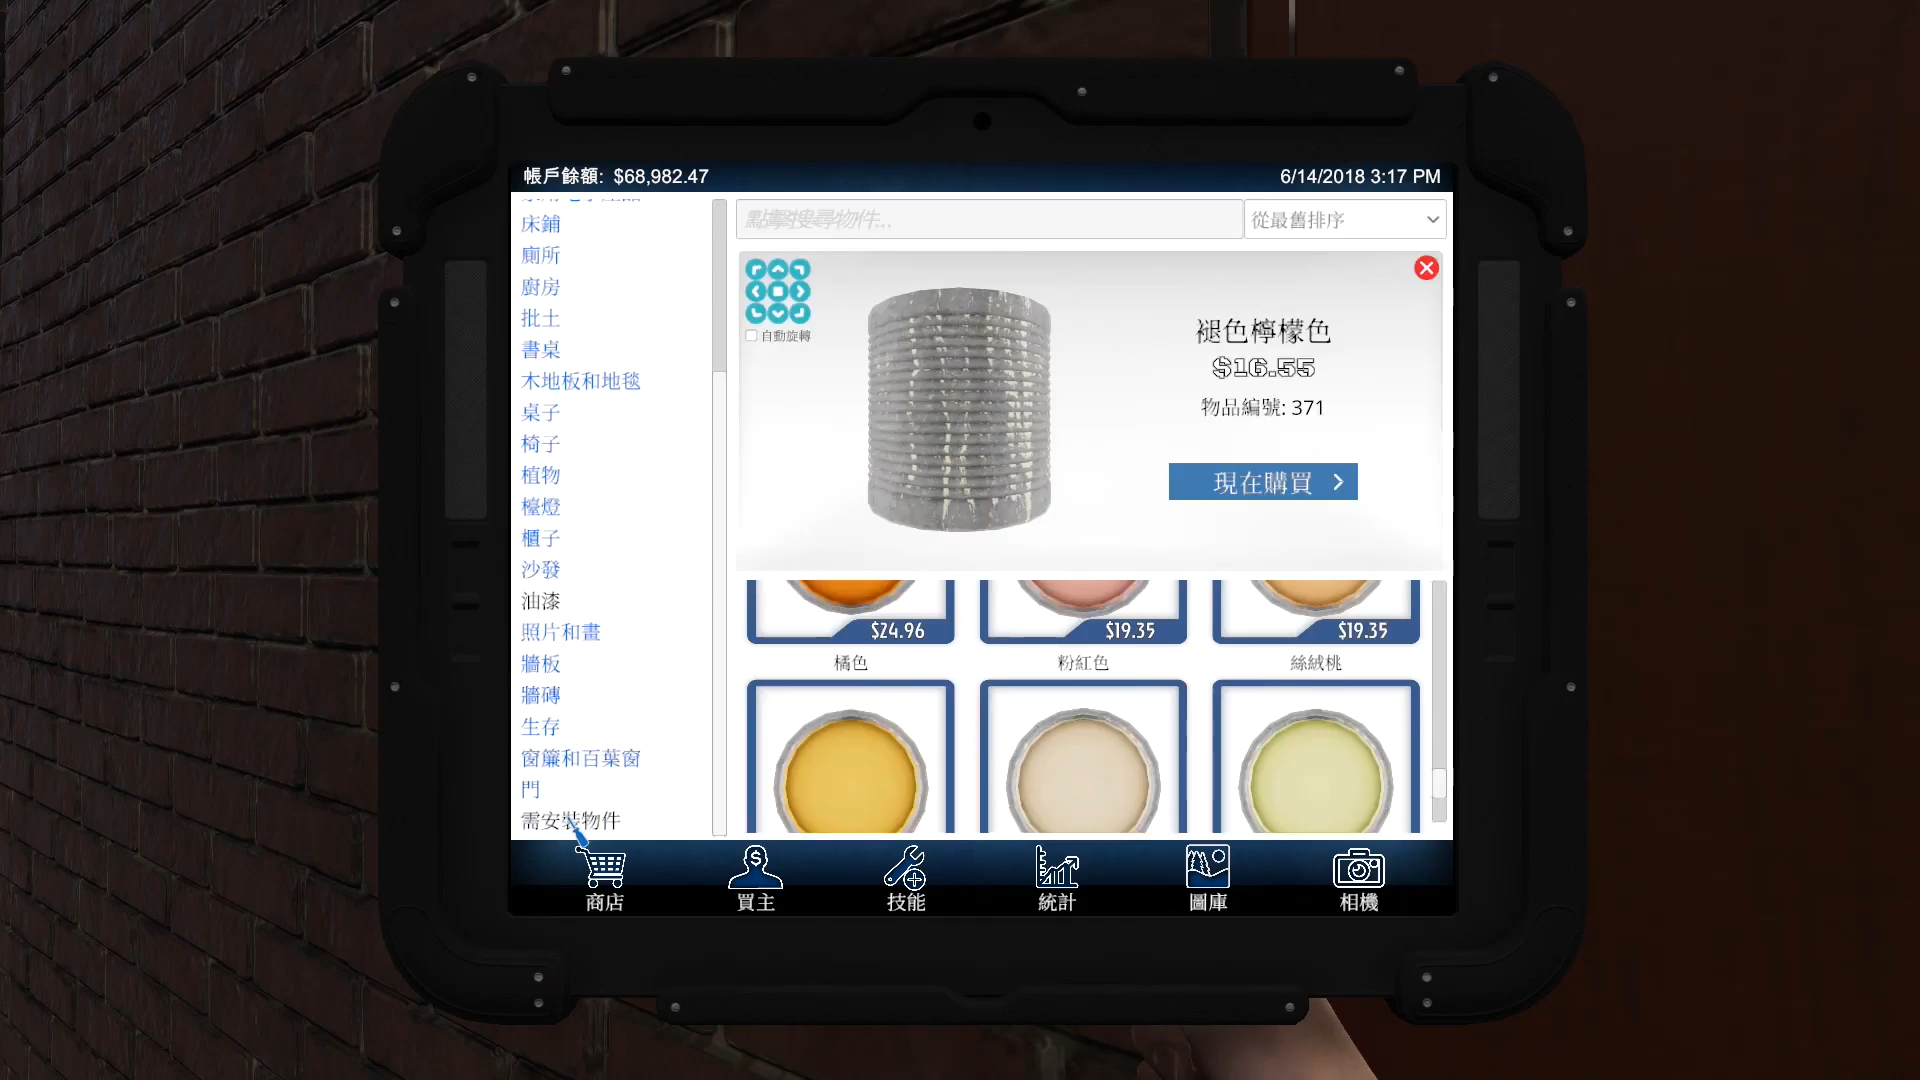 帳戶餘額: $68,982.47
6/14/2018 3:17 PM
床鋪
廁所
廚房
批土
書桌
木地板和地毯
桌子
椅子
植物
檯燈
櫃子
沙發
油漆
照片和畫
牆板
牆磚
生存
窗簾和百葉窗
門
需安裝物件
點擊搜尋物件...
從最舊排序
自動旋轉
褪色檸檬色
$16.55
物品編號: 371
現在購買
$24.96
$19.35
$19.35
橘色
粉紅色
絲絨桃
商店
買主
技能
統計
圖庫
相機